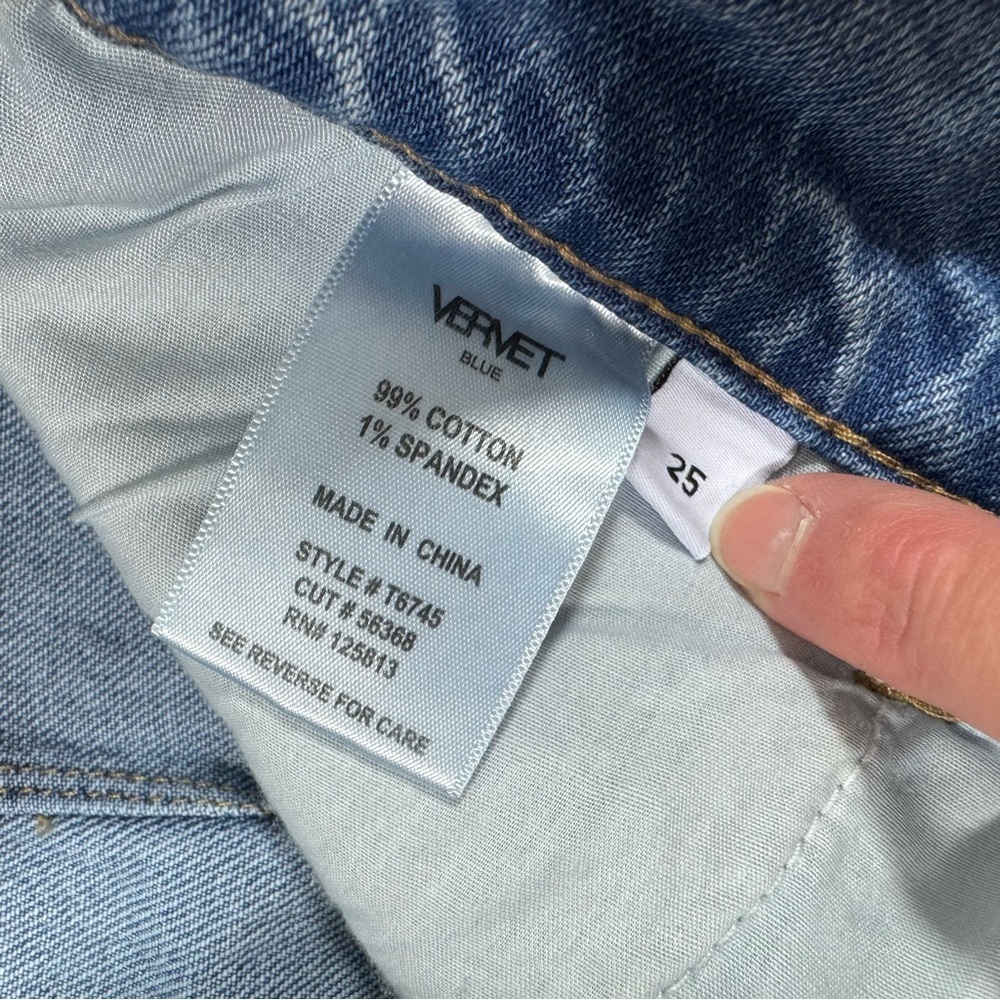 VERVET
BLUE
99% COTTON
1% SPANDEX
MADE IN CHINA
STYLE # T6745
CUT # 56368
RN# 125813
SEE REVERSE FOR CARE
25